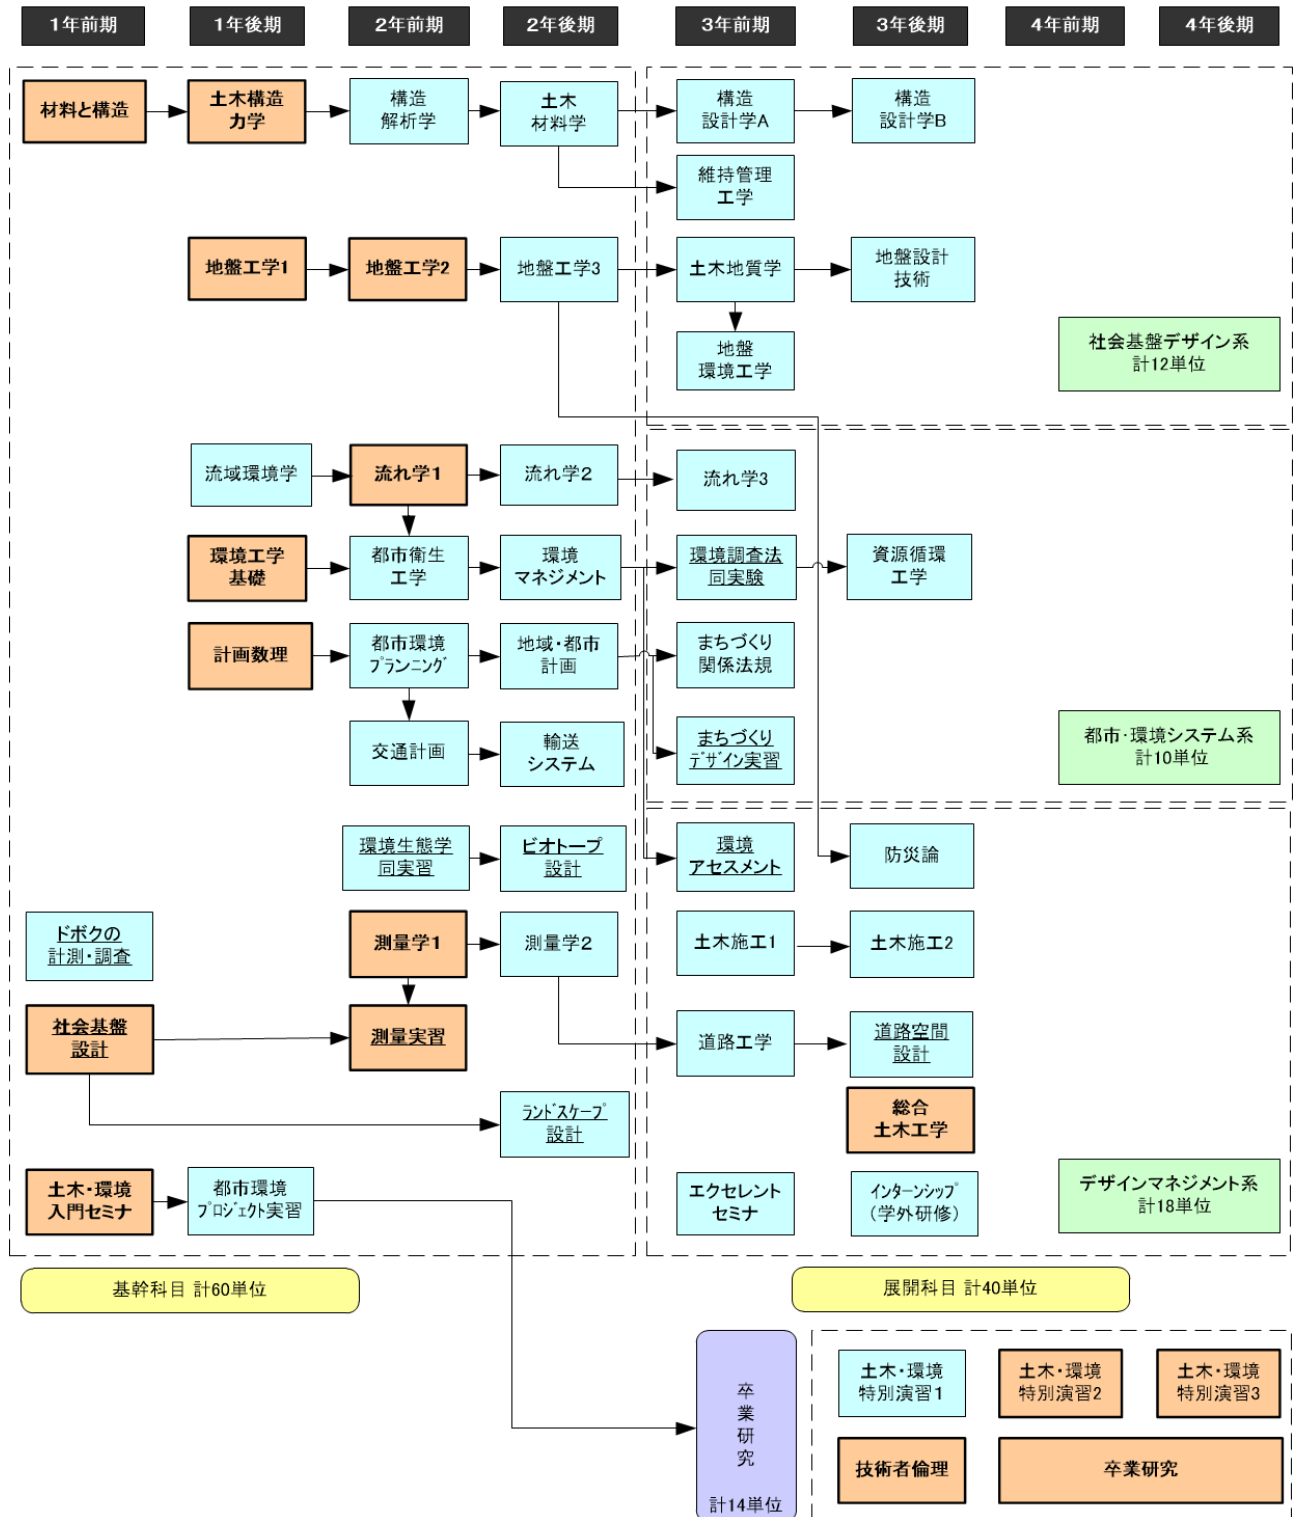 1年前期
1年後期
2年前期
2年後期
3年前期
3年後期
4年前期
4年後期
材料と構造
土木構造
力学
構造
解析学
土木
材料学
構造
設計学A
構造
設計学B
維持管理
工学
地盤工学1
地盤工学2
地盤工学3
土木地質学
地盤設計
技術
地盤
環境工学
社会基盤デザイン系
計12単位
流域環境学
流れ学1
流れ学2
流れ学3
環境工学
基礎
都市衛生
工学
環境
マネジメント
環境調査法
同実験
資源循環
工学
計画数理
都市環境
プランニング
地域・都市
計画
まちづくり
関係法規
交通計画
輸送
システム
まちづくり
デザイン実習
都市・環境システム系
計10単位
環境生態学
同実習
ビオトープ
設計
環境
アセスメント
防災論
ドボクの
計測・調査
測量学1
測量学2
土木施工1
土木施工2
社会基盤
設計
測量実習
道路工学
道路空間
設計
ランドスケープ
設計
総合
土木工学
土木・環境
入門セミナ
都市環境
プロジェクト実習
エクセレント
セミナ
インターンシップ
（学外研修）
デザインマネジメント系
計18単位
基幹科目 計60単位
展開科目 計40単位
卒業研究
計14単位
土木・環境
特別演習1
土木・環境
特別演習2
土木・環境
特別演習3
技術者倫理
卒業研究